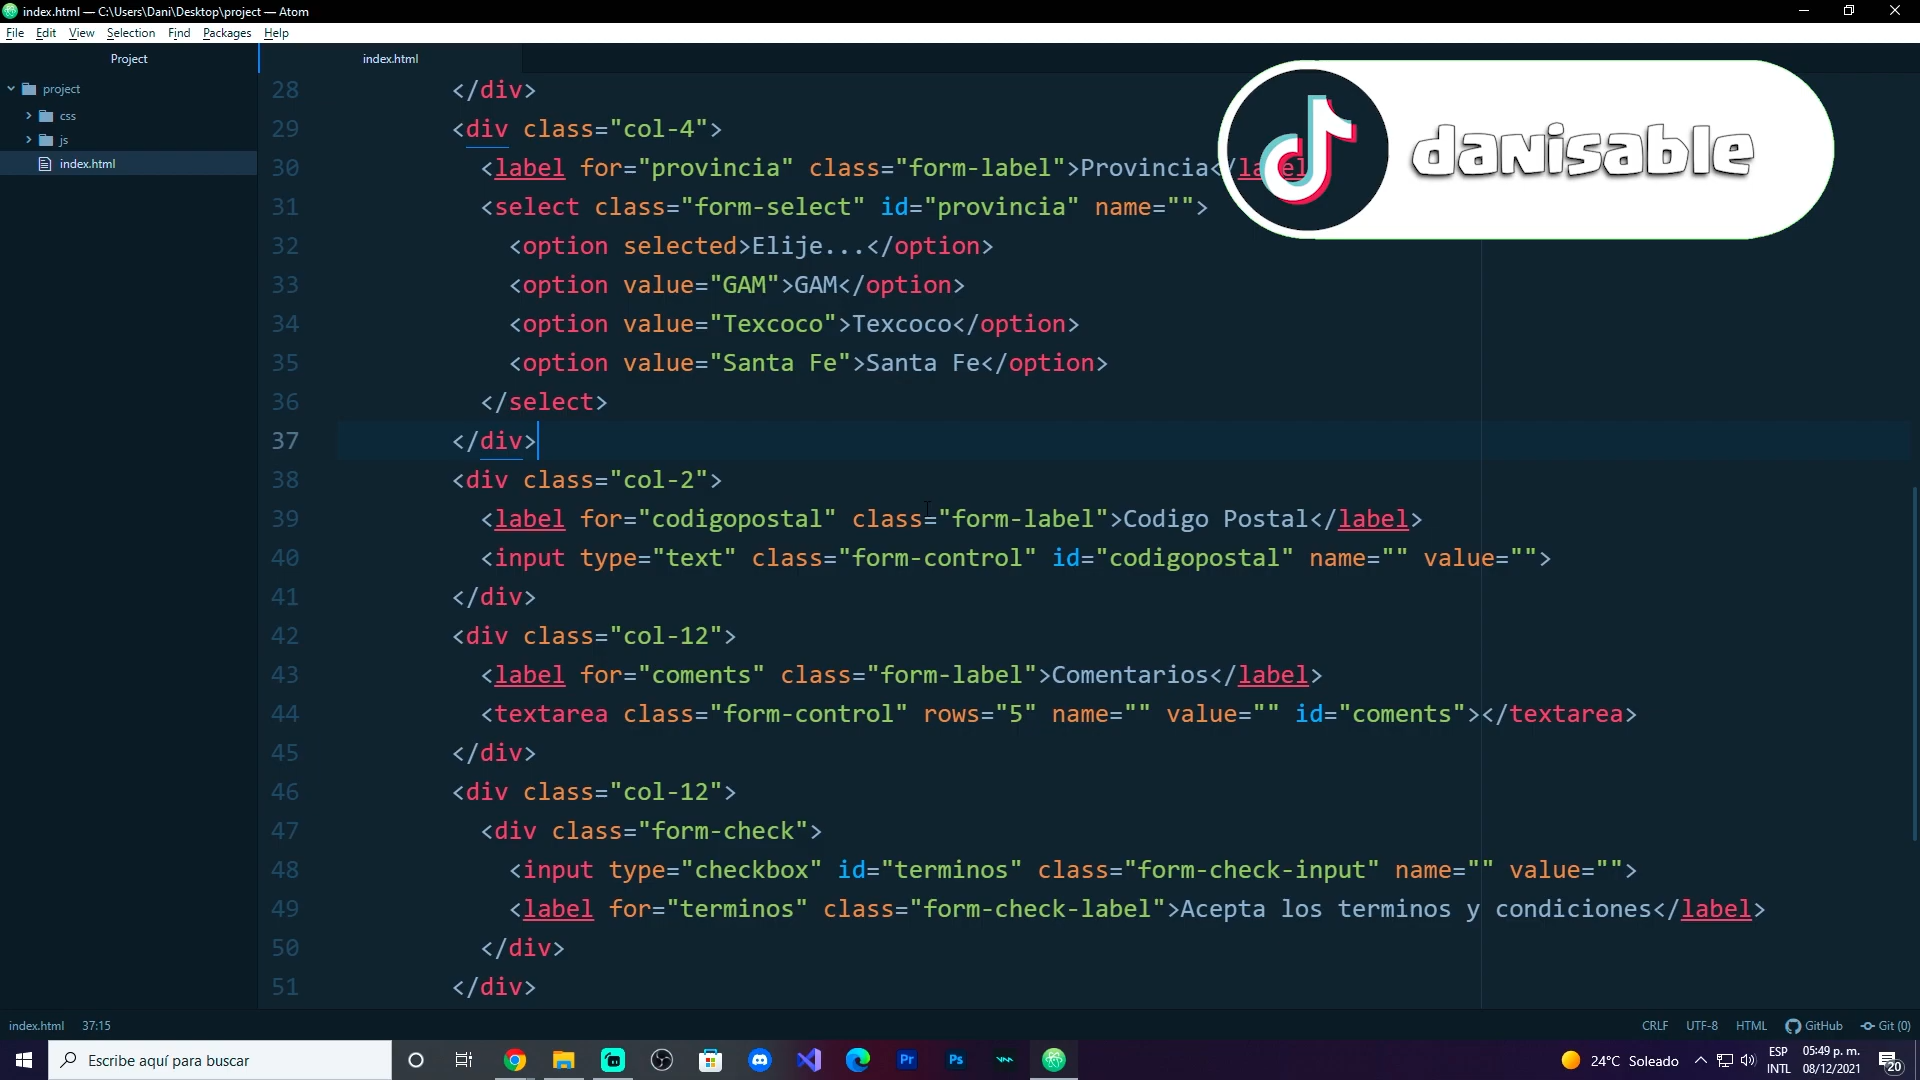 index.html — C:\Users\Dani\Desktop\project — Atom
File Edit View Selection Find Packages Help
Project
index.html
project
css
js
index.html
danisable
28 </div>
29 <div class="col-4">
30 <label for="provincia" class="form-label">Provincia</label>
31 <select class="form-select" id="provincia" name="">
32 <option selected>Elije...</option>
33 <option value="GAM">GAM</option>
34 <option value="Texcoco">Texcoco</option>
35 <option value="Santa Fe">Santa Fe</option>
36 </select>
37 </div>
38 <div class="col-2">
39 <label for="codigopostal" class="form-label">Codigo Postal</label>
40 <input type="text" class="form-control" id="codigopostal" name="" value="">
41 </div>
42 <div class="col-12">
43 <label for="coments" class="form-label">Comentarios</label>
44 <textarea class="form-control" rows="5" name="" value="" id="coments"></textarea>
45 </div>
46 <div class="col-12">
47 <div class="form-check">
48 <input type="checkbox" id="terminos" class="form-check-input" name="" value="">
49 <label for="terminos" class="form-check-label">Acepta los terminos y condiciones</label>
50 </div>
51 </div>
index.html 37:15
CRLF UTF-8 HTML GitHub Git (0)
Escribe aquí para buscar
Pr
Ps
24°C Soleado
ESP
INTL
05:49 p. m.
08/12/2021
20